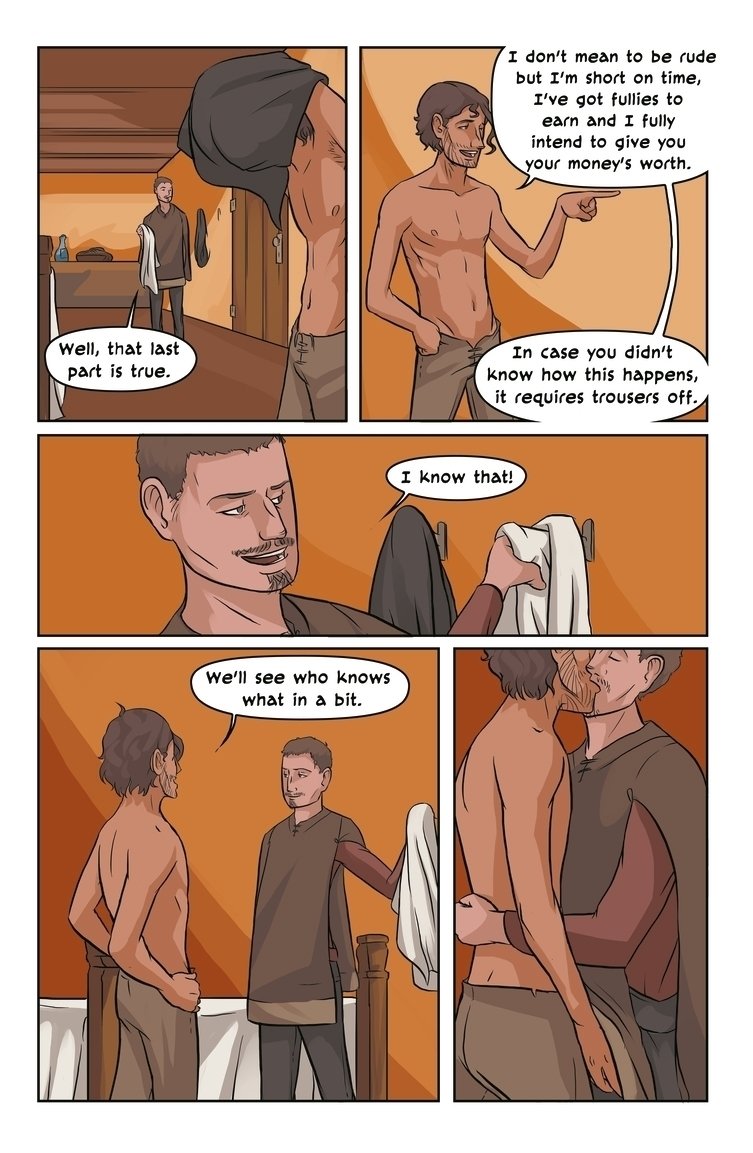 Well, that last
part is true.
I don't mean to be rude
but I'm short on time,
I've got fullies to
earn and I fully
intend to give you
your money's worth.
In case you didn't
know how this happens,
it requires trousers off.
I know that!
We'll see who knows
what in a bit.